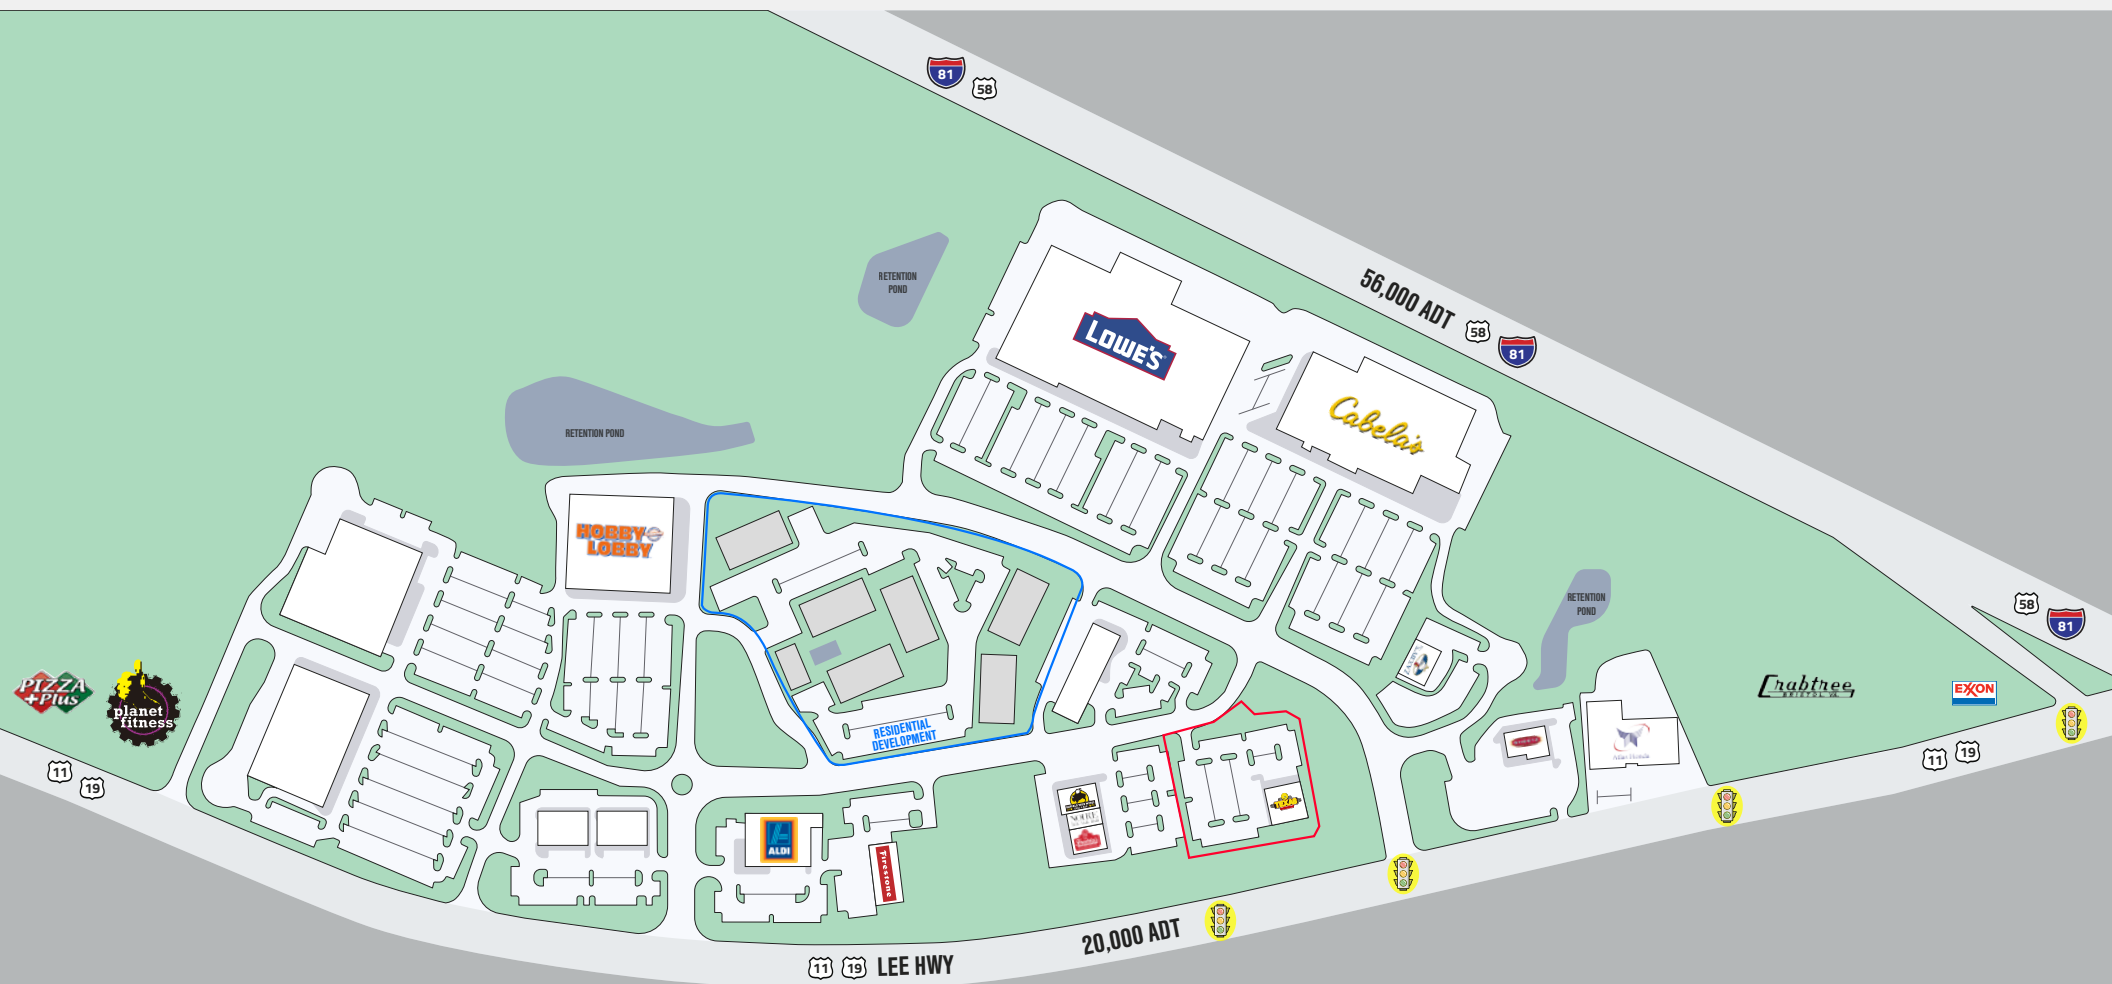 81
58
RETENTION
POND
56,000 ADT
58
81
LOWE'S
Cabela's
RETENTION POND
HOBBY
LOBBY
RETENTION
POND
58
81
ZAXBY'S
PIZZA
+Plus
planet
fitness
Crabtree
EXXON
RESIDENTIAL
DEVELOPMENT
11
19
11
19
ALDI
Firestone
TEXAS
20,000 ADT
11
19
LEE HWY